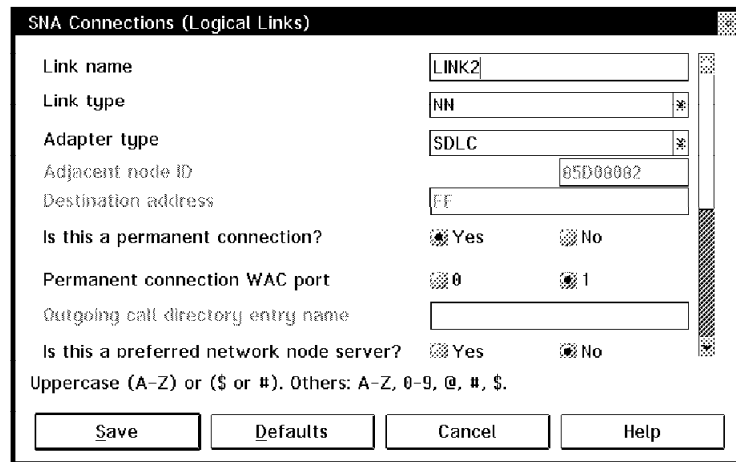 SNA Connections (Logical Links)
Link name LINK2
Link type NN
Adapter type SDLC
Adjacent node ID 05D00002
Destination address FF
Is this a permanent connection? Yes No
Permanent connection WAC port 0 1
Outgoing call directory entry name
Is this a preferred network node server? Yes No
Uppercase (A-Z) or ($ or #). Others: A-Z, 0-9, @, #, $.
Save Defaults Cancel Help